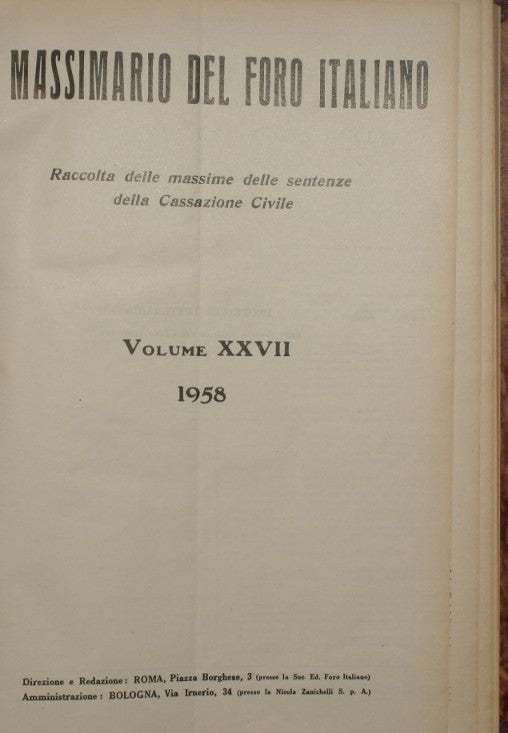 MASSIMARIO DEL FORO ITALIANO
Raccolta delle massime delle sentenze
della Cassazione Civile
VOLUME XXVII
1958
Direzione e Redazione: ROMA, Piazza Borghese, 3 (presso la Soc. Ed. Foro Italiano)
Amministrazione: BOLOGNA, Via Irnerio, 34 (presso la Nicola Zanichelli S. p. A.)